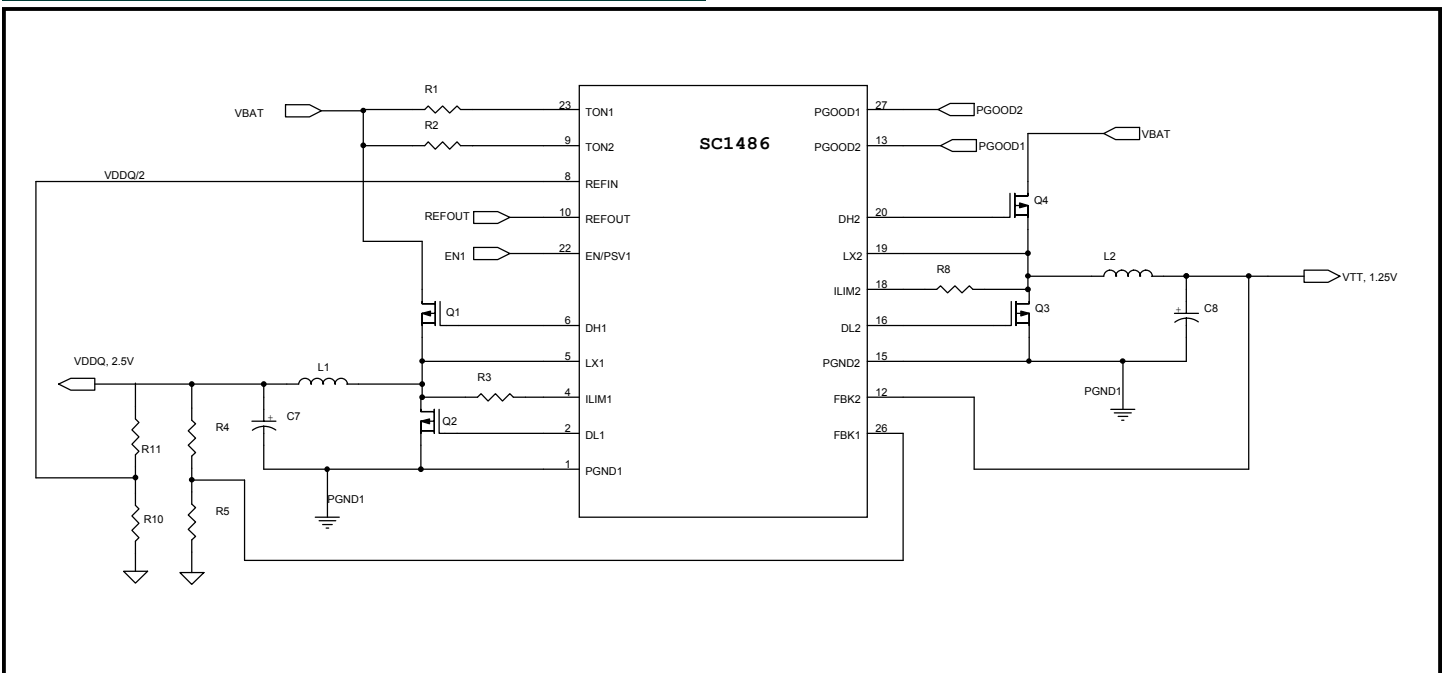 R1
VBAT
23
TON1
R2
9
TON2
VDDQ/2
8
REFIN
REFOUT
10
REFOUT
EN1
22
EN/PSV1
Q1
6
DH1
5
LX1
VDDQ, 2.5V
L1
R3
4
ILIM1
C7
+
Q2
2
DL1
R4
R11
1
PGND1
PGND1
R10
R5
SC1486
PGOOD1
27
PGOOD2
PGOOD2
13
PGOOD1
VBAT
Q4
DH2
20
LX2
19
L2
R8
ILIM2
18
VTT, 1.25V
Q3
C8
+
DL2
16
PGND2
15
PGND1
FBK2
12
FBK1
26